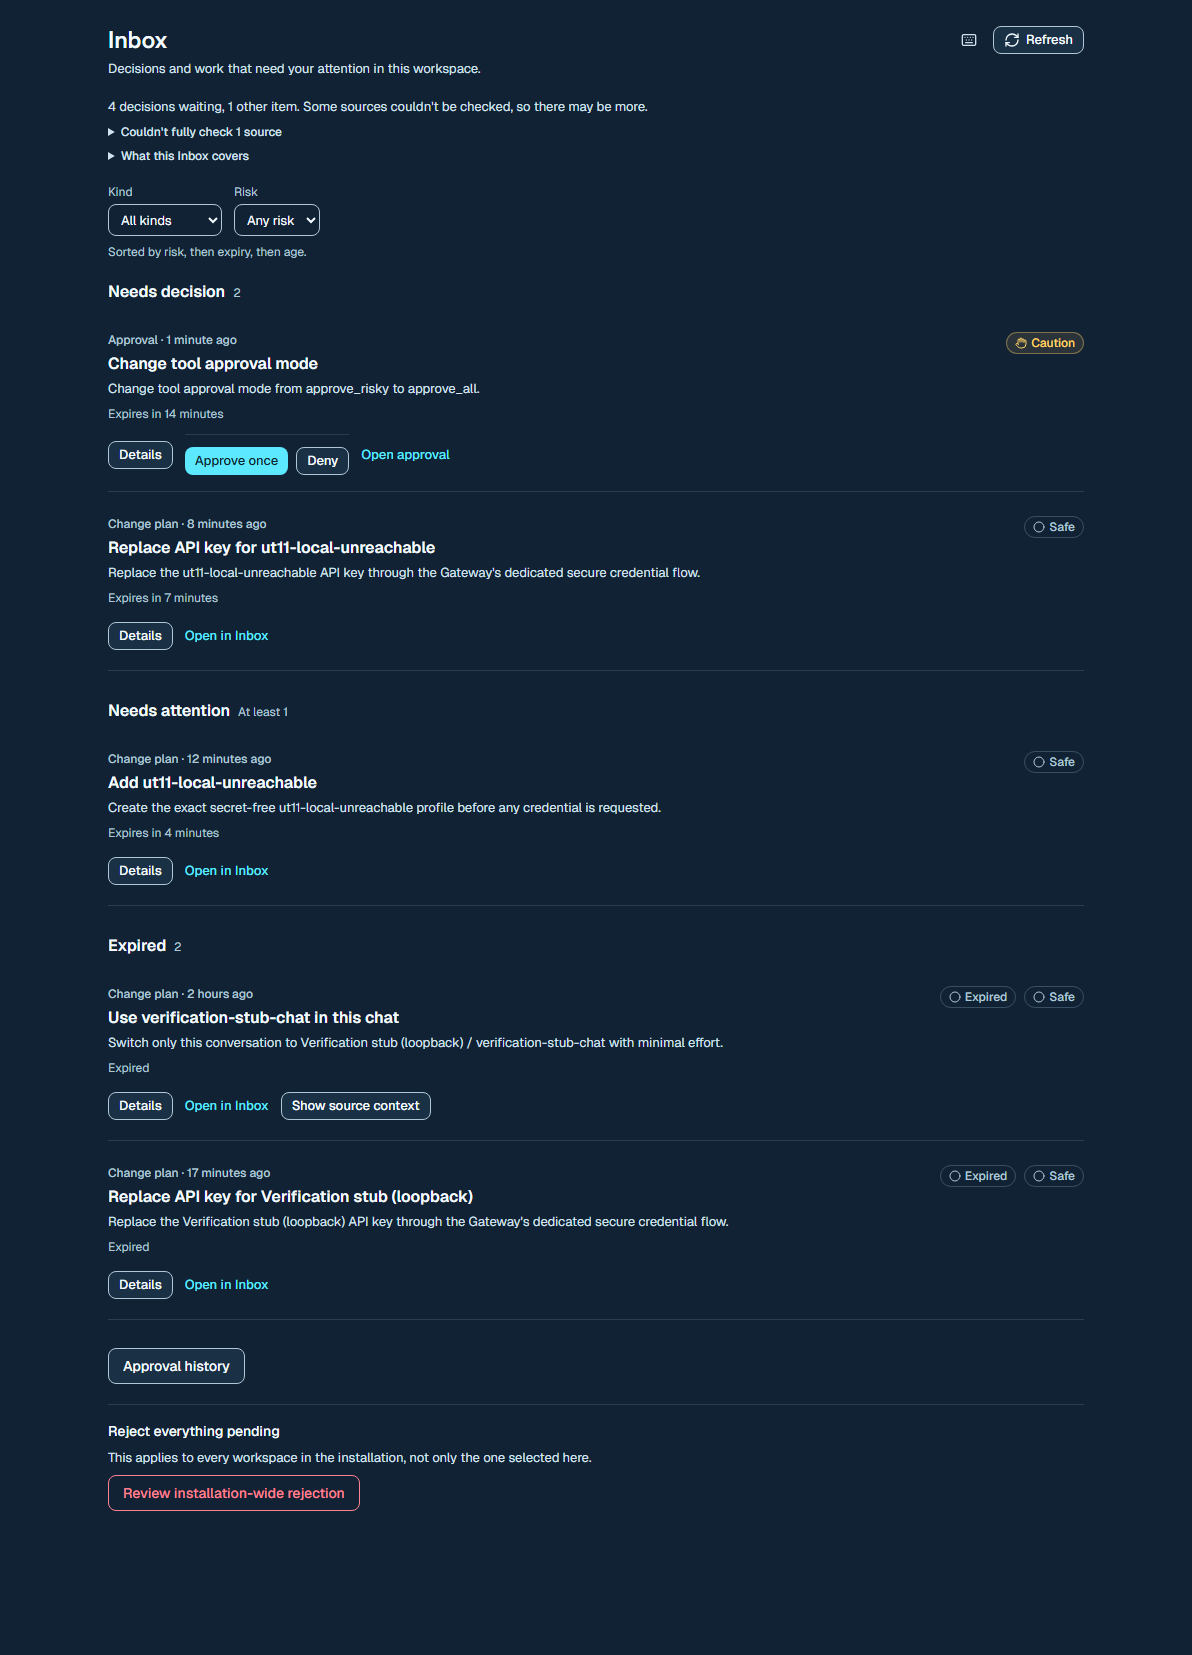 Inbox
Refresh
Decisions and work that need your attention in this workspace.
4 decisions waiting, 1 other item. Some sources couldn't be checked, so there may be more.
Couldn't fully check 1 source
What this Inbox covers
Kind
Risk
All kinds
Any risk
Sorted by risk, then expiry, then age.
Needs decision 2
Approval · 1 minute ago
Caution
Change tool approval mode
Change tool approval mode from approve_risky to approve_all.
Expires in 14 minutes
Details
Approve once
Deny
Open approval
Change plan · 8 minutes ago
Safe
Replace API key for ut11-local-unreachable
Replace the ut11-local-unreachable API key through the Gateway's dedicated secure credential flow.
Expires in 7 minutes
Details
Open in Inbox
Needs attention At least 1
Change plan · 12 minutes ago
Safe
Add ut11-local-unreachable
Create the exact secret-free ut11-local-unreachable profile before any credential is requested.
Expires in 4 minutes
Details
Open in Inbox
Expired 2
Change plan · 2 hours ago
Expired
Safe
Use verification-stub-chat in this chat
Switch only this conversation to Verification stub (loopback) / verification-stub-chat with minimal effort.
Expired
Details
Open in Inbox
Show source context
Change plan · 17 minutes ago
Expired
Safe
Replace API key for Verification stub (loopback)
Replace the Verification stub (loopback) API key through the Gateway's dedicated secure credential flow.
Expired
Details
Open in Inbox
Approval history
Reject everything pending
This applies to every workspace in the installation, not only the one selected here.
Review installation-wide rejection